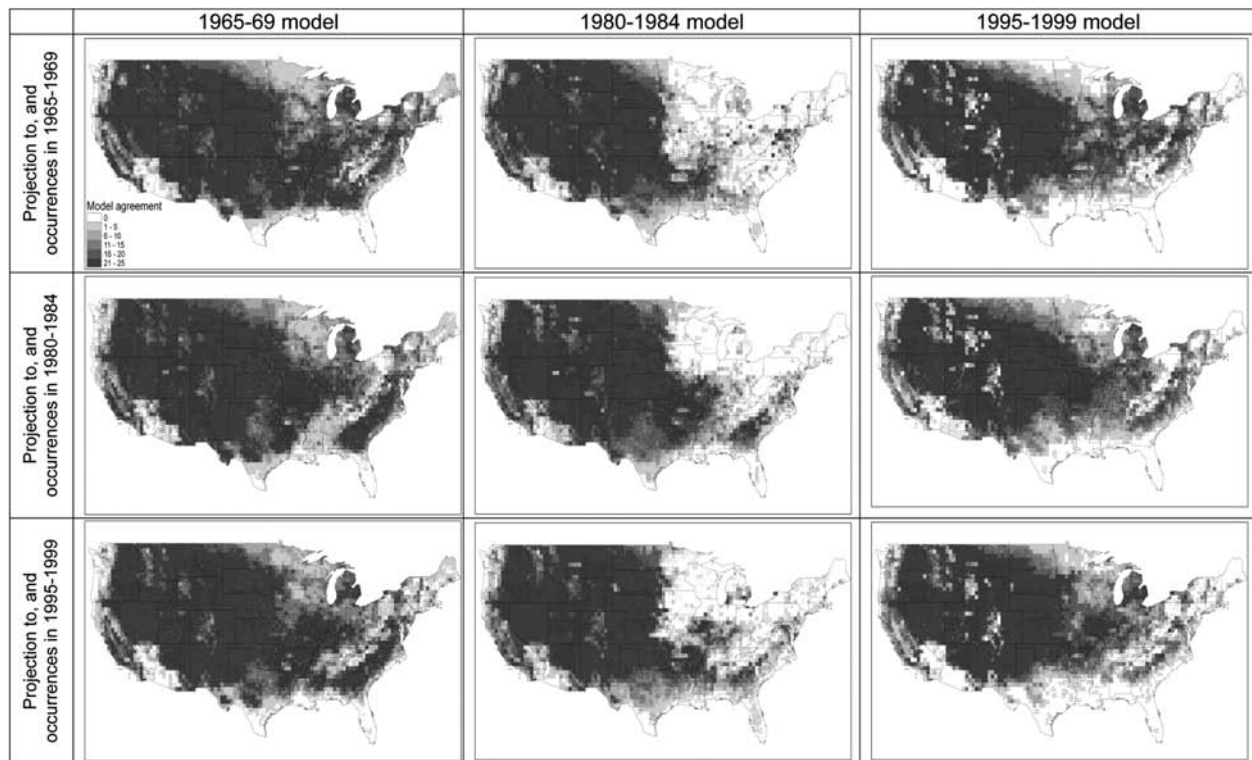 1965-69 model
1980-1984 model
1995-1999 model
Projection to, and
occurrences in 1965-1969
Model agreement
0
1 - 5
6 - 10
11 - 15
16 - 20
21 - 25
Projection to, and
occurrences in 1980-1984
Projection to, and
occurrences in 1995-1999